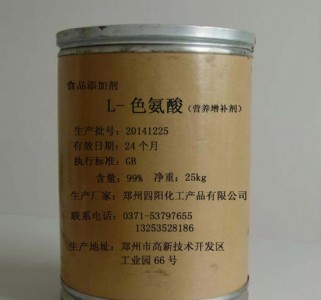 食品添加剂
L-色氨酸(营养增补剂)
生产批号:20141225
有效日期:24个月
执行标准:GB
含量:99% 净重:25kg
生产厂家:郑州四阳化工产品有限公司
联系电话:0371-53797655
13253528186
生产地址:郑州市高新技术开发区
工业园66号